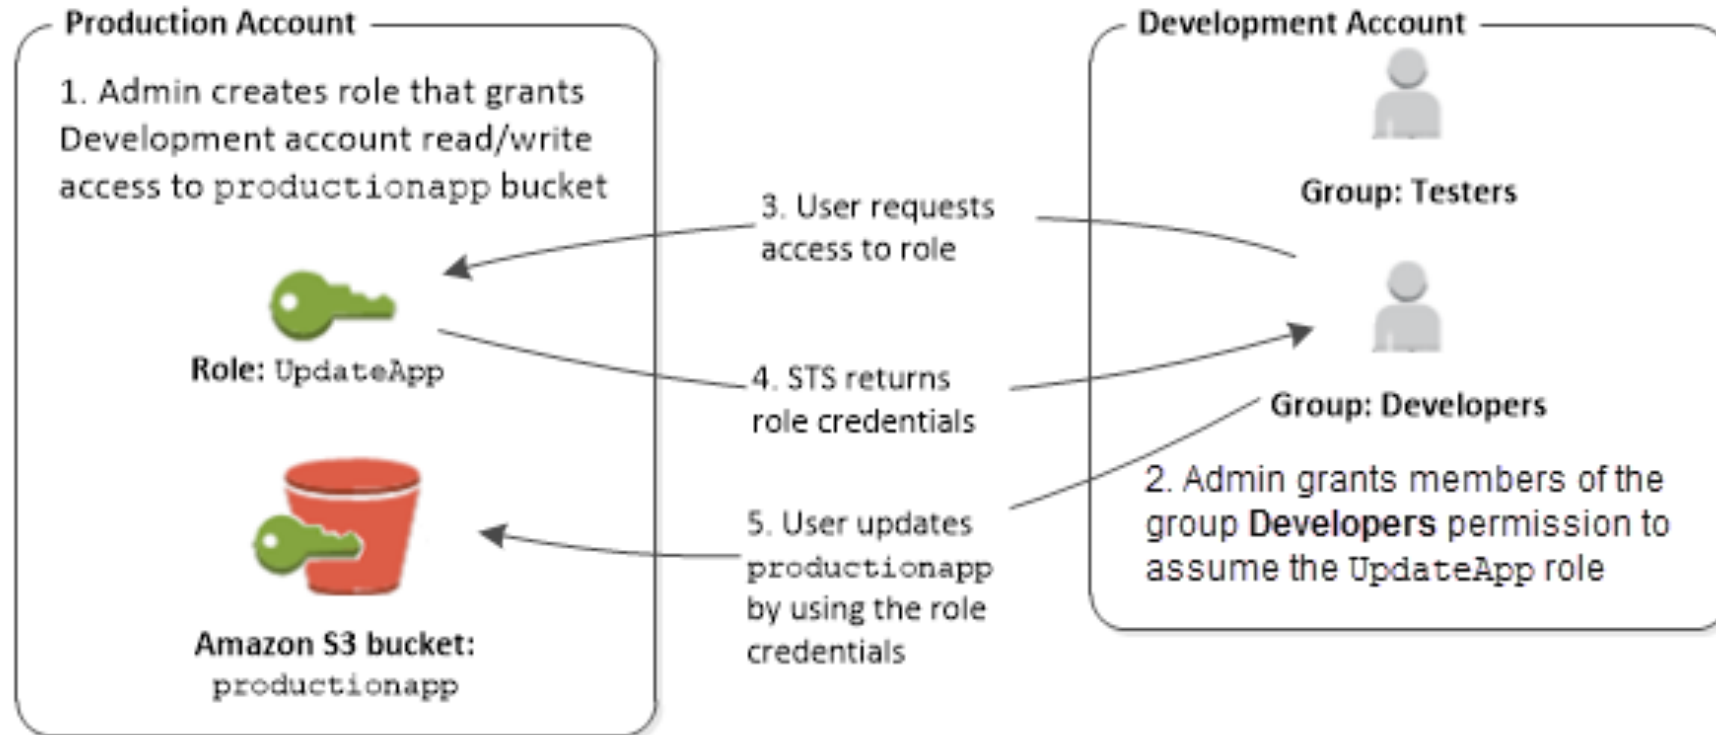 Production Account
1. Admin creates role that grants
Development account read/write
access to productionapp bucket
Role: UpdateApp
Amazon S3 bucket:
productionapp
3. User requests
access to role
4. STS returns
role credentials
5. User updates
productionapp
by using the role
credentials
Development Account
Group: Testers
Group: Developers
2. Admin grants members of the
group Developers permission to
assume the UpdateApp role